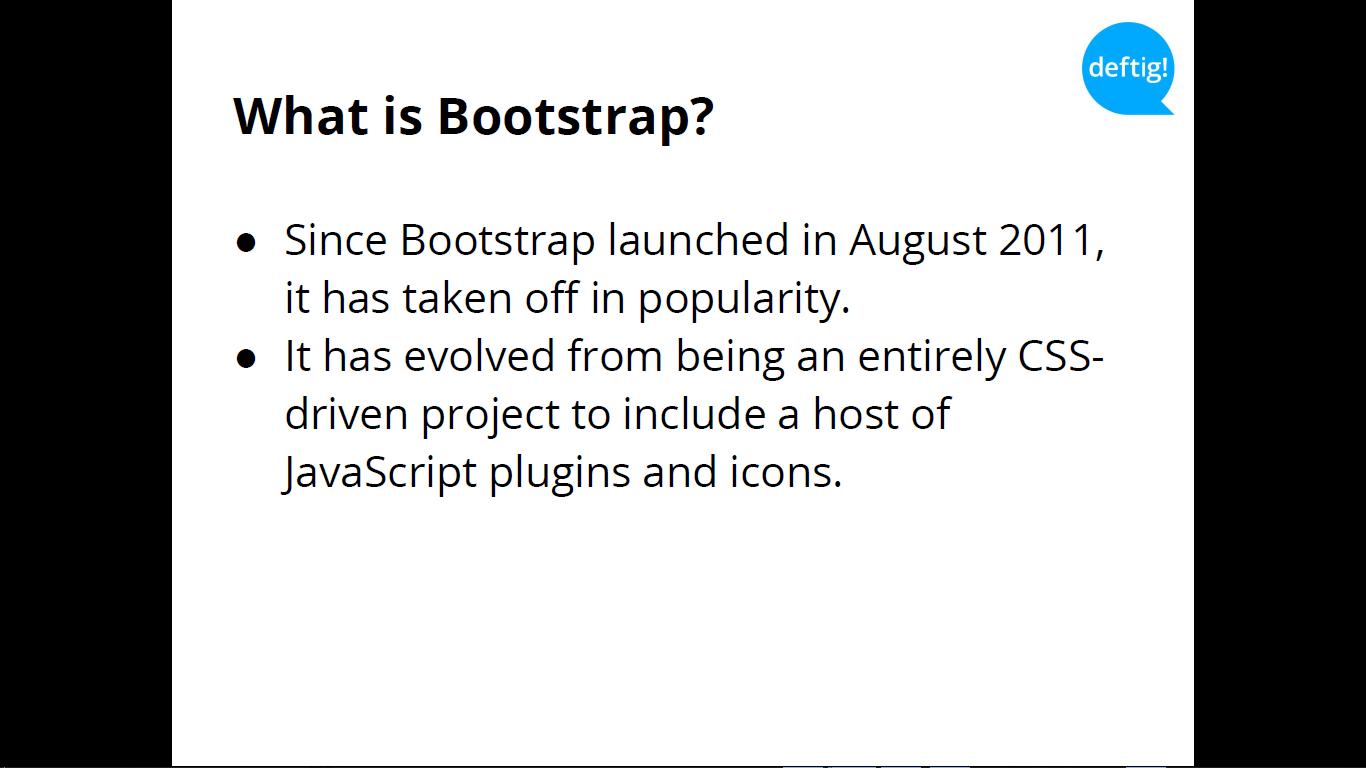 deftig!
What is Bootstrap?
● Since Bootstrap launched in August 2011,
it has taken off in popularity.
● It has evolved from being an entirely CSS-
driven project to include a host of
JavaScript plugins and icons.